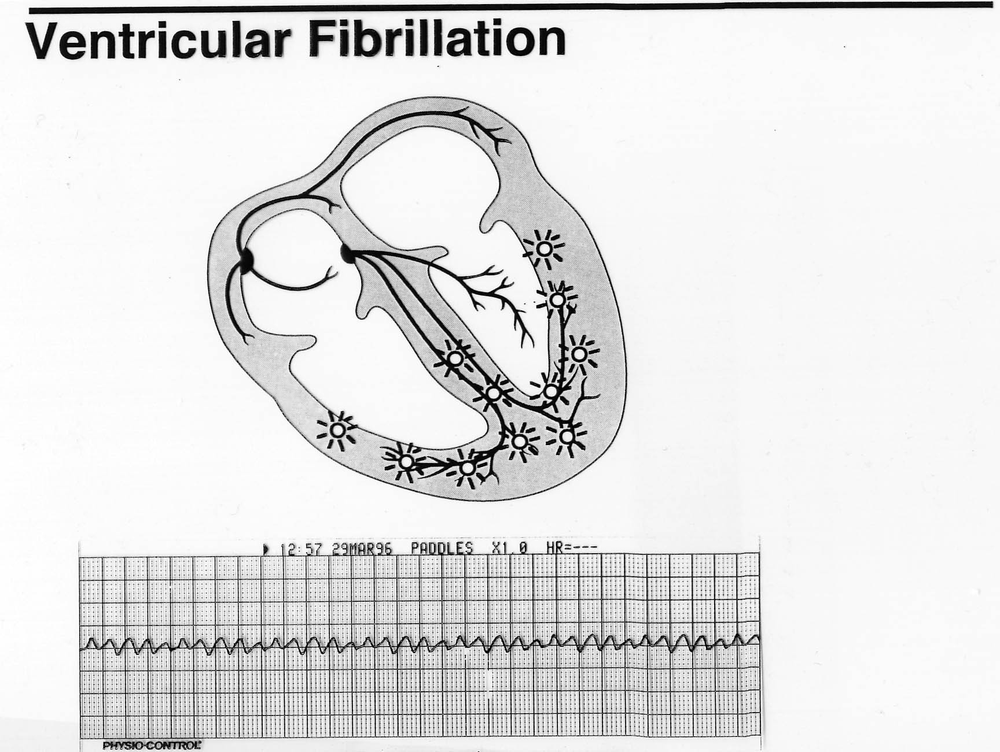 Ventricular Fibrillation
12:57 29MAR96 PADDLES X1.0 HR=---
PHYSIO-CONTROL®